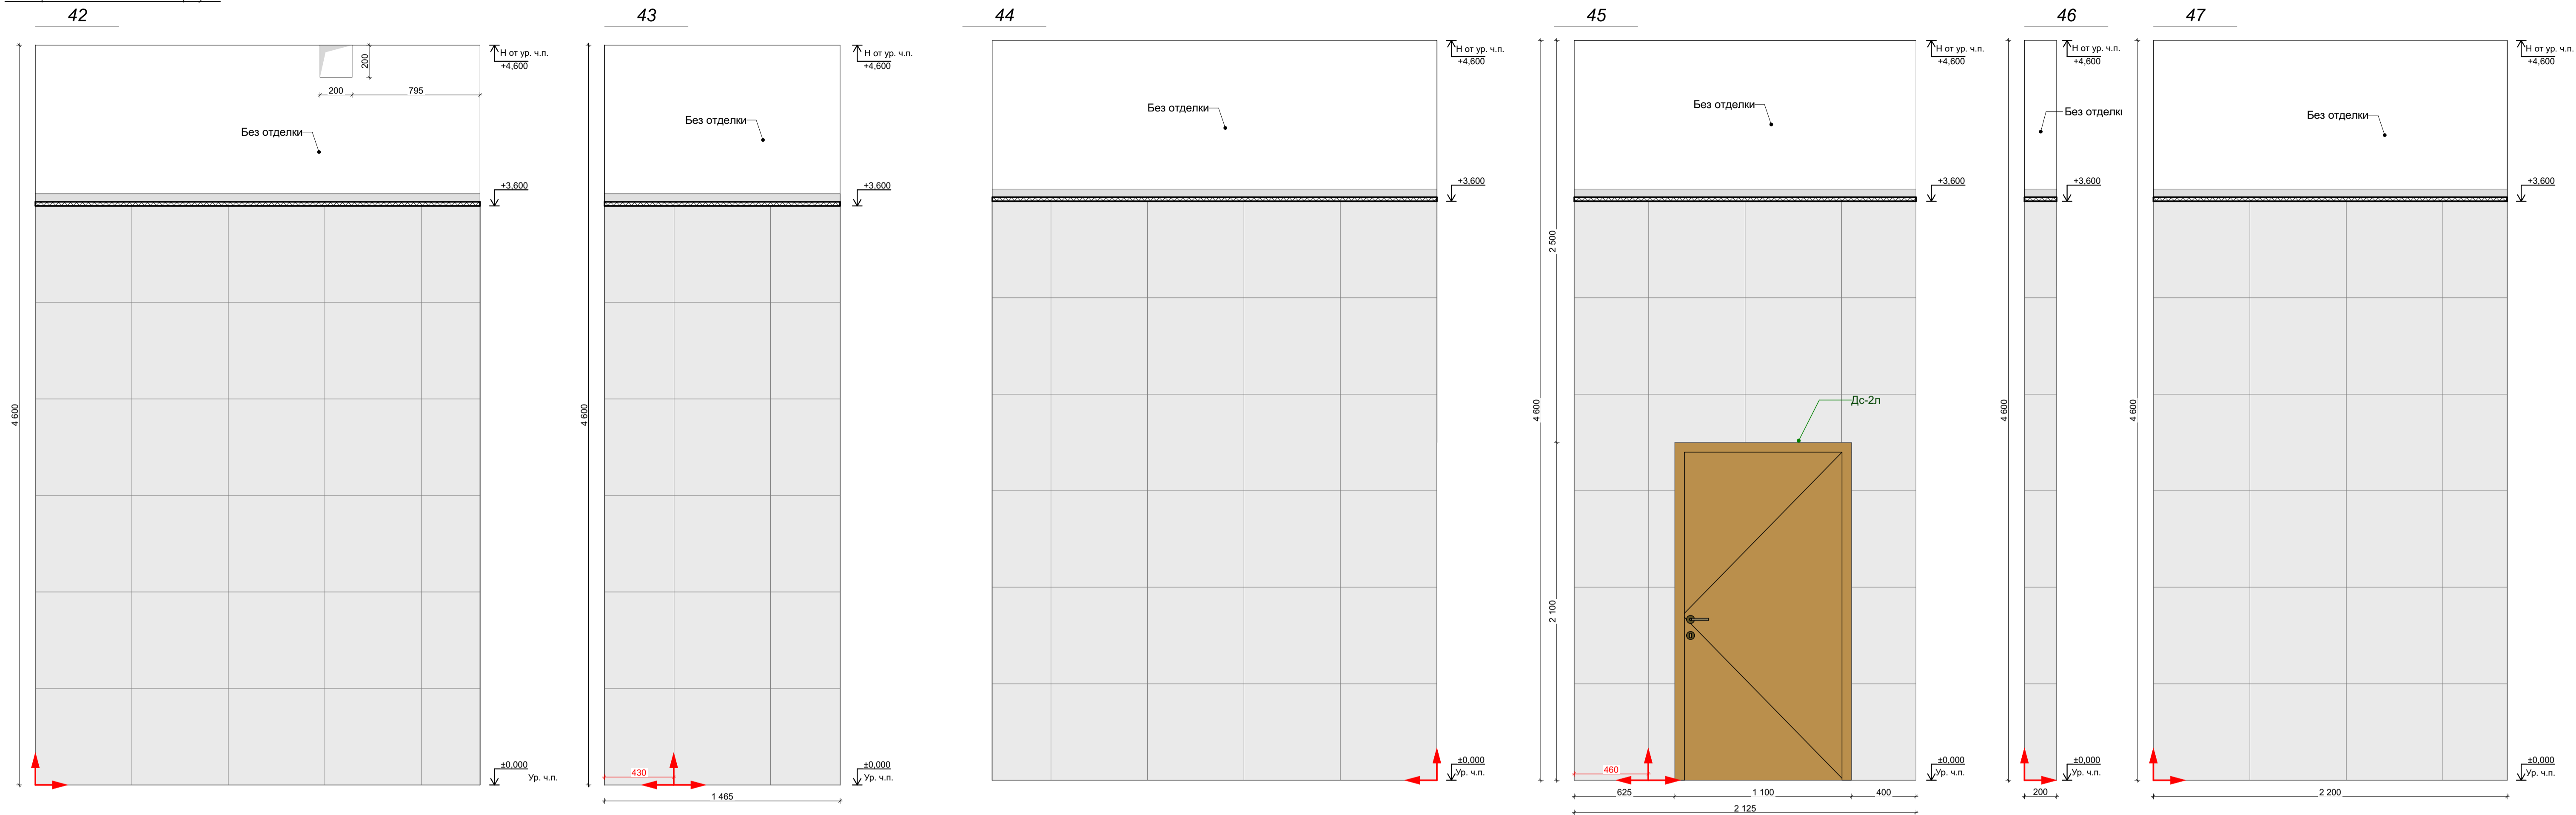 42
200
200
795
Без отделки
Н от ур. ч.п.
+4,600
+3,600
4 600
±0,000
Ур. ч.п.
43
Без отделки
Н от ур. ч.п.
+4,600
+3,600
4 600
430
1 465
±0,000
Ур. ч.п.
44
Без отделки
Н от ур. ч.п.
+4,600
+3,600
±0,000
Ур. ч.п.
45
Без отделки
Н от ур. ч.п.
+4,600
+3,600
2 500
4 600
2 100
Дс-2л
460
625
1 100
400
2 125
±0,000
Ур. ч.п.
46
Без отделки
Н от ур. ч.п.
+4,600
+3,600
4 600
200
±0,000
Ур. ч.п.
47
Без отделки
Н от ур. ч.п.
+4,600
+3,600
4 600
2 200
±0,000
Ур. ч.п.